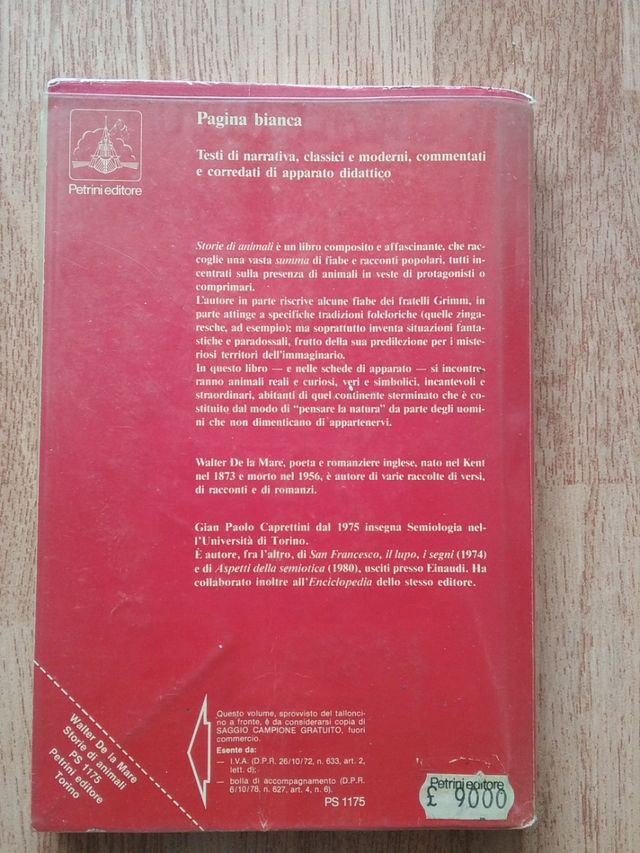 Petrini editore
Pagina bianca
Testi di narrativa, classici e moderni, commentati
e corredati di apparato didattico
Storie di animali è un libro composito e affascinante, che rac-
coglie una vasta summa di fiabe e racconti popolari, tutti in-
centrati sulla presenza di animali in veste di protagonisti o
comprimari.
L'autore in parte riscrive alcune fiabe dei fratelli Grimm, in
parte attinge a specifiche tradizioni folcloriche (quelle zinga-
resche, ad esempio); ma soprattutto inventa situazioni fanta-
stiche e paradossali, frutto della sua predilezione per i miste-
riosi territori dell'immaginario.
In questo libro — e nelle schede di apparato — si incontre-
ranno animali reali e curiosi, veri e simbolici, incantevoli e
straordinari, abitanti di quel continente sterminato che è co-
stituito dal modo di "pensare la natura" da parte degli uomi-
ni che non dimenticano di appartenervi.
Walter De la Mare, poeta e romanziere inglese, nato nel Kent
nel 1873 e morto nel 1956, è autore di varie raccolte di versi,
di racconti e di romanzi.
Gian Paolo Caprettini dal 1975 insegna Semiologia nel-
l'Università di Torino.
È autore, fra l'altro, di San Francesco, il lupo, i segni (1974)
e di Aspetti della semiotica (1980), usciti presso Einaudi. Ha
collaborato inoltre all'Enciclopedia dello stesso editore.
Walter De la Mare
Storie di animali
PS 1175
Petrini editore
Torino
Questo volume, sprovvisto del talloncì-
no a fronte, è da considerarsi copia di
SAGGIO CAMPIONE GRATUITO, fuori
commercio.
Esente da:
— I.V.A. (D.P.R. 26/10/72, n. 633, art. 2,
lett. d);
— bolla di accompagnamento (D.P.R.
6/10/78, n. 627, art. 4, n. 6).
PS 1175
Petrini editore
£ 9000